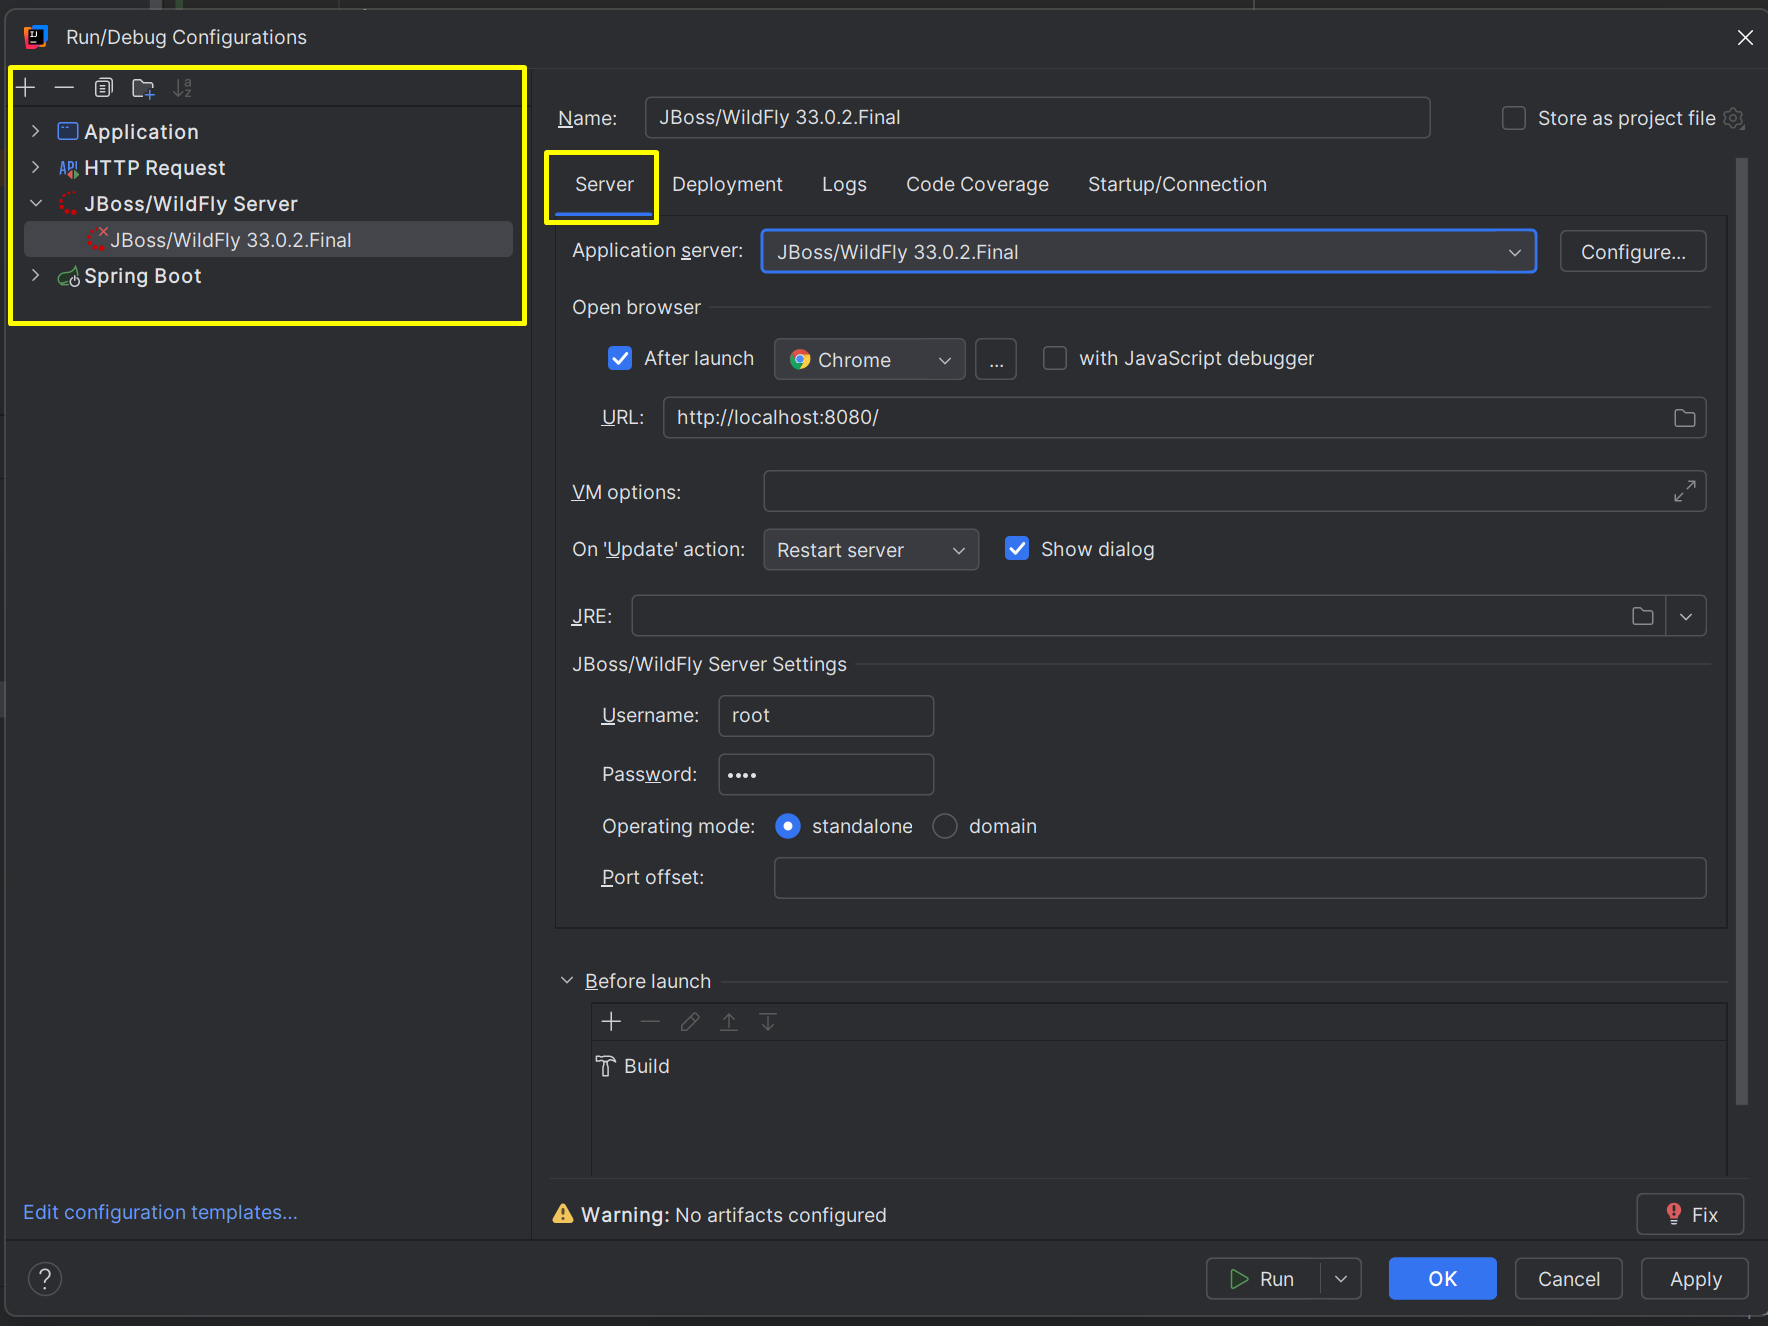 Run/Debug Configurations
Application
HTTP Request
JBoss/WildFly Server
JBoss/WildFly 33.0.2.Final
Spring Boot
Edit configuration templates...
Name: JBoss/WildFly 33.0.2.Final Store as project file
Server Deployment Logs Code Coverage Startup/Connection
Application server: JBoss/WildFly 33.0.2.Final Configure...
Open browser
After launch Chrome ... with JavaScript debugger
URL: http://localhost:8080/
VM options:
On 'Update' action: Restart server Show dialog
JRE:
JBoss/WildFly Server Settings
Username: root
Password: ••••
Operating mode: standalone domain
Port offset:
Before launch
Build
Warning: No artifacts configured Fix
? Run OK Cancel Apply